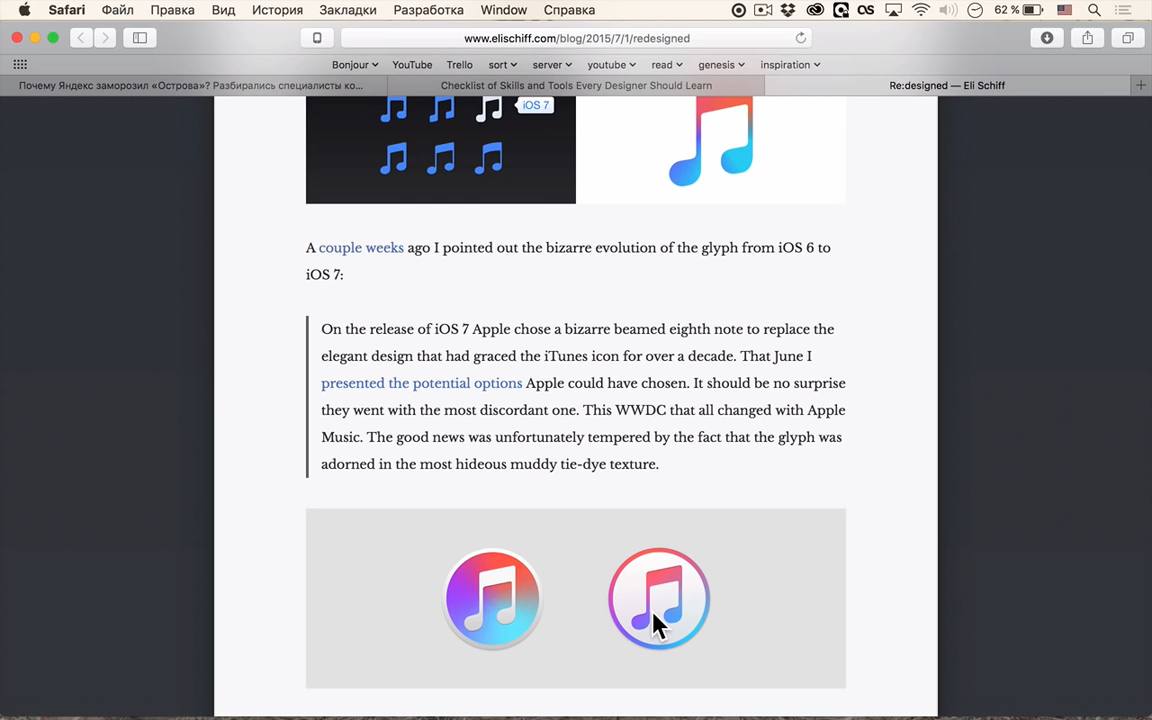 Safari Файл Правка Вид История Закладки Разработка Window Справка 62 %
www.elischiff.com/blog/2015/7/1/redesigned
Bonjour YouTube Trello sort server youtube read genesis inspiration
Почему Яндекс заморозил «Острова»? Разбирались специалисты ко... Checklist of Skills and Tools Every Designer Should Learn Re:designed — Eli Schiff
iOS 7
A couple weeks ago I pointed out the bizarre evolution of the glyph from iOS 6 to
iOS 7:
On the release of iOS 7 Apple chose a bizarre beamed eighth note to replace the
elegant design that had graced the iTunes icon for over a decade. That June I
presented the potential options Apple could have chosen. It should be no surprise
they went with the most discordant one. This WWDC that all changed with Apple
Music. The good news was unfortunately tempered by the fact that the glyph was
adorned in the most hideous muddy tie-dye texture.